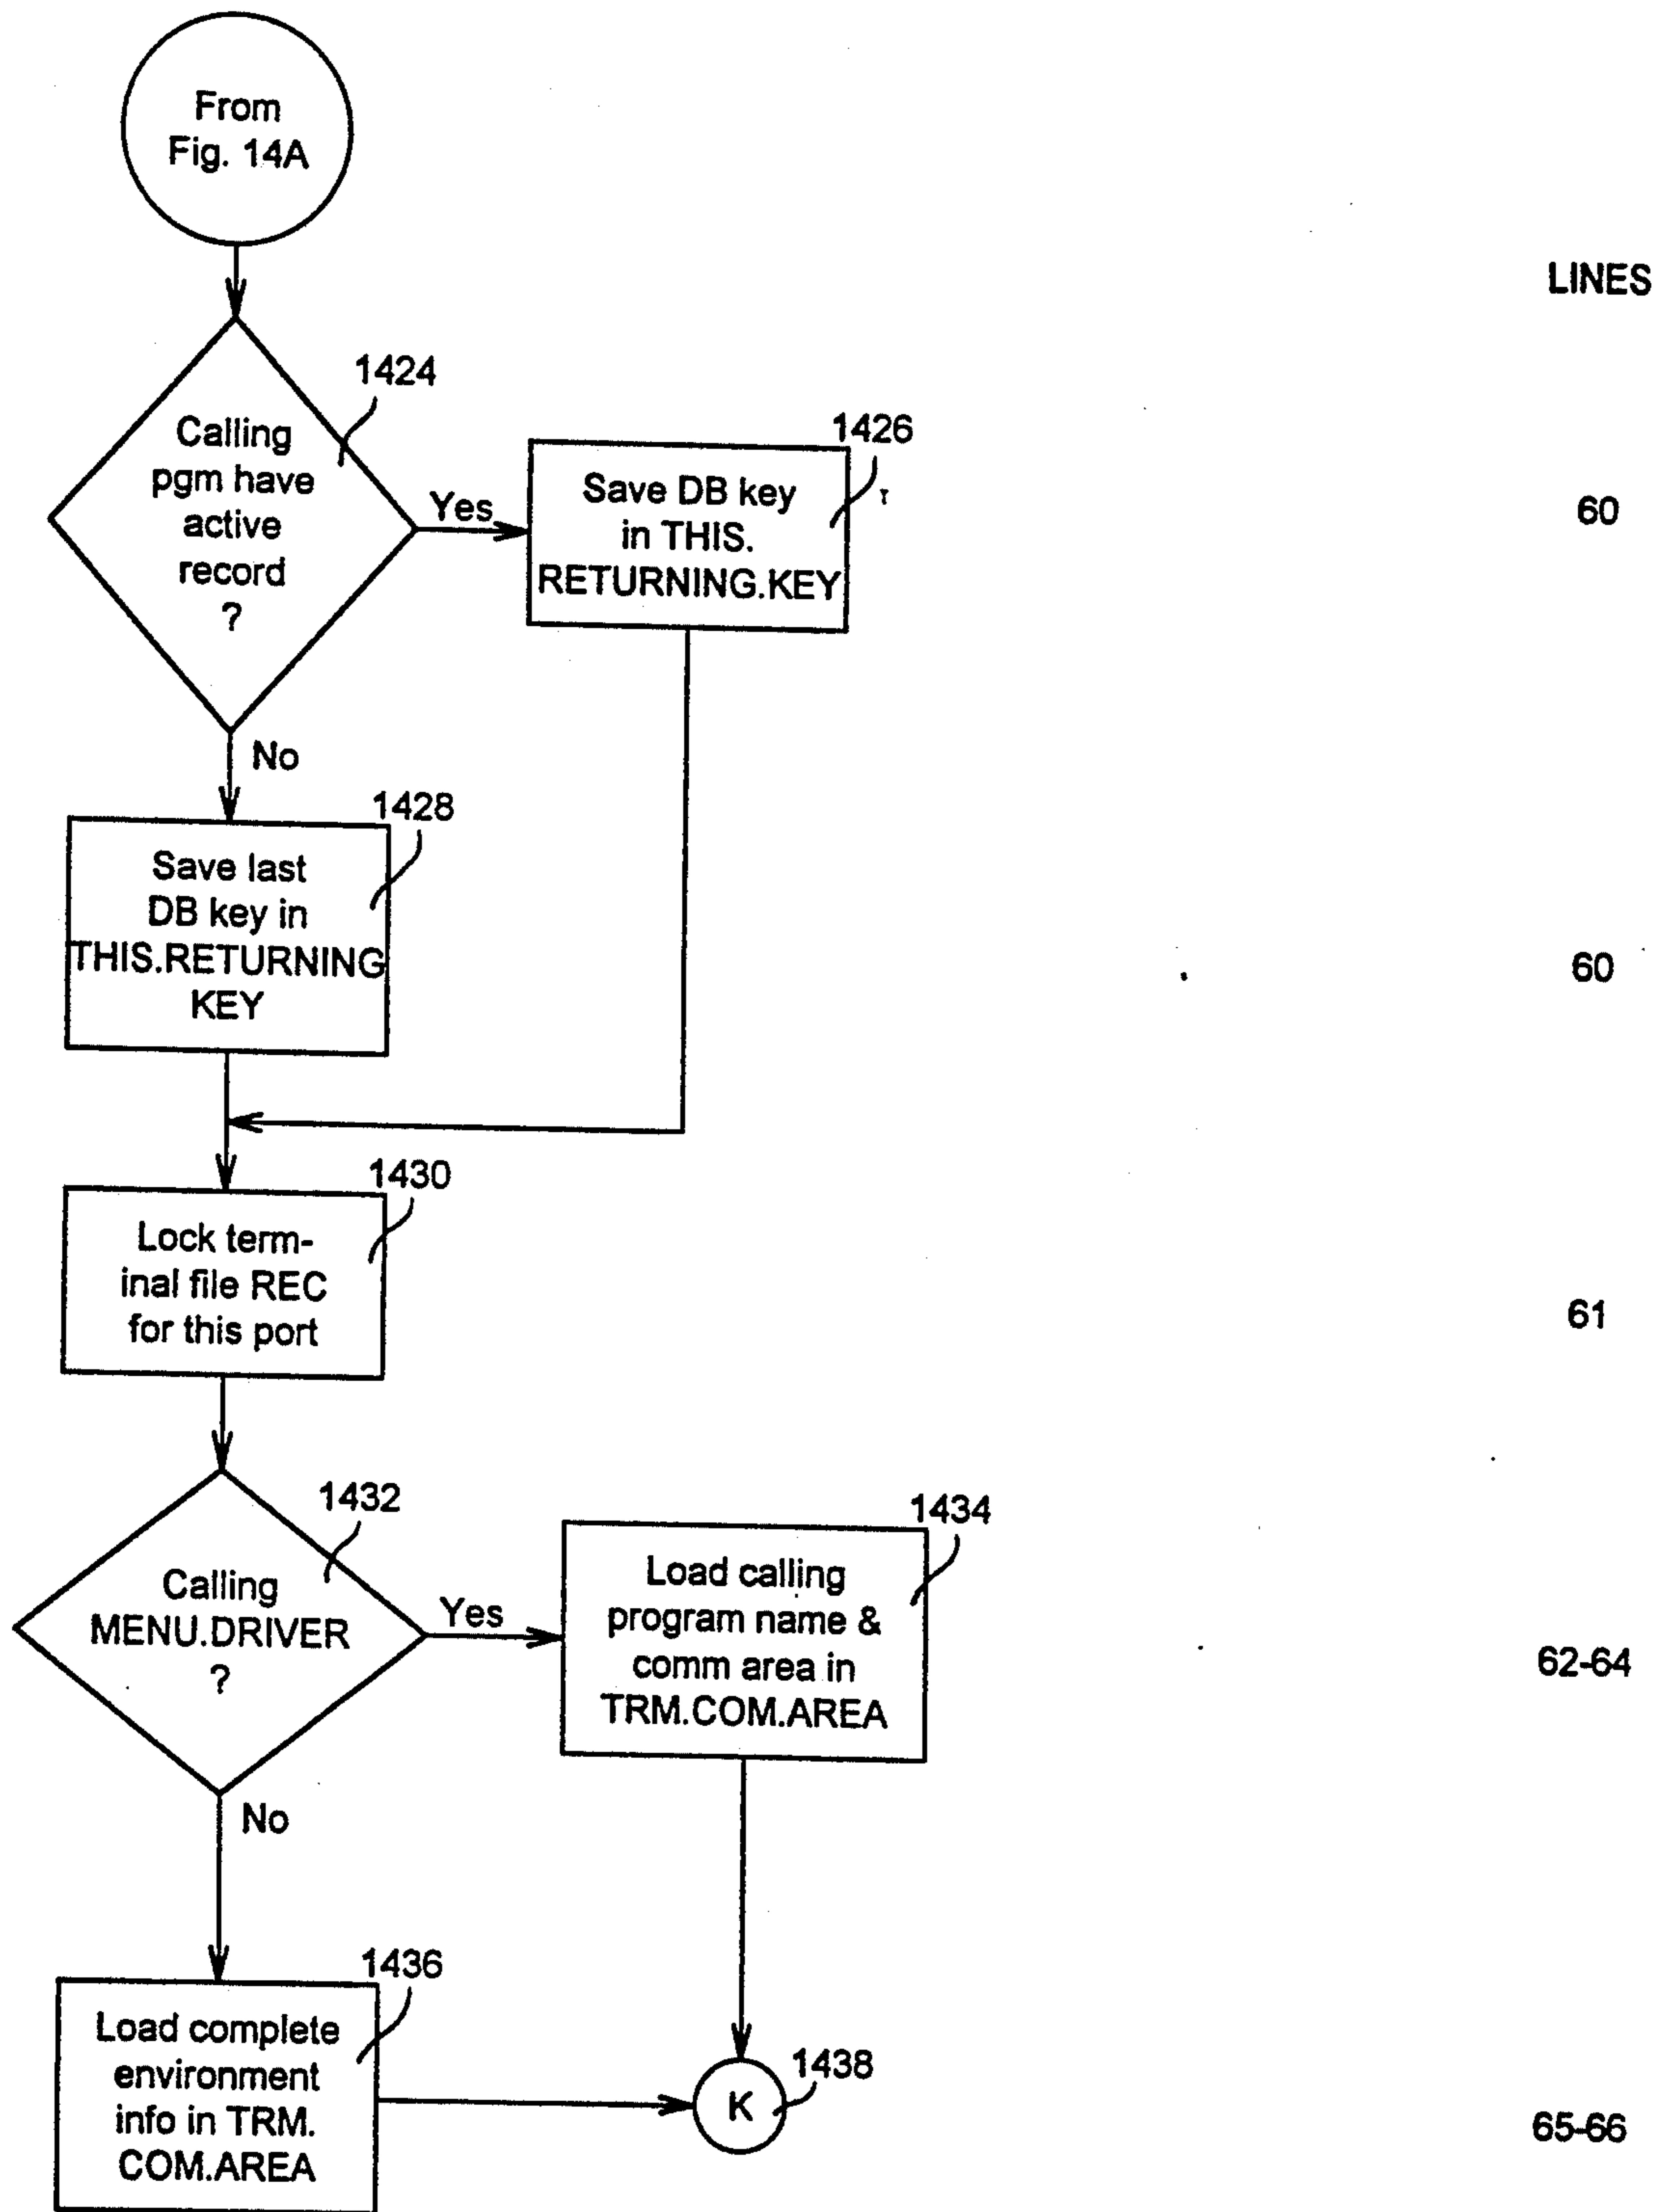 From
Fig. 14A
LINES
1424
Calling
pgm have
active
record
?
Yes
1426
Save DB key
in THIS.
RETURNING.KEY
60
No
1428
Save last
DB key in
THIS.RETURNING
KEY
60
1430
Lock term-
inal file REC
for this port
61
1432
Calling
MENU.DRIVER
?
Yes
1434
Load calling
program name &
comm area in
TRM.COM.AREA
62-64
No
1436
Load complete
environment
info in TRM.
COM.AREA
1438
K
65-66